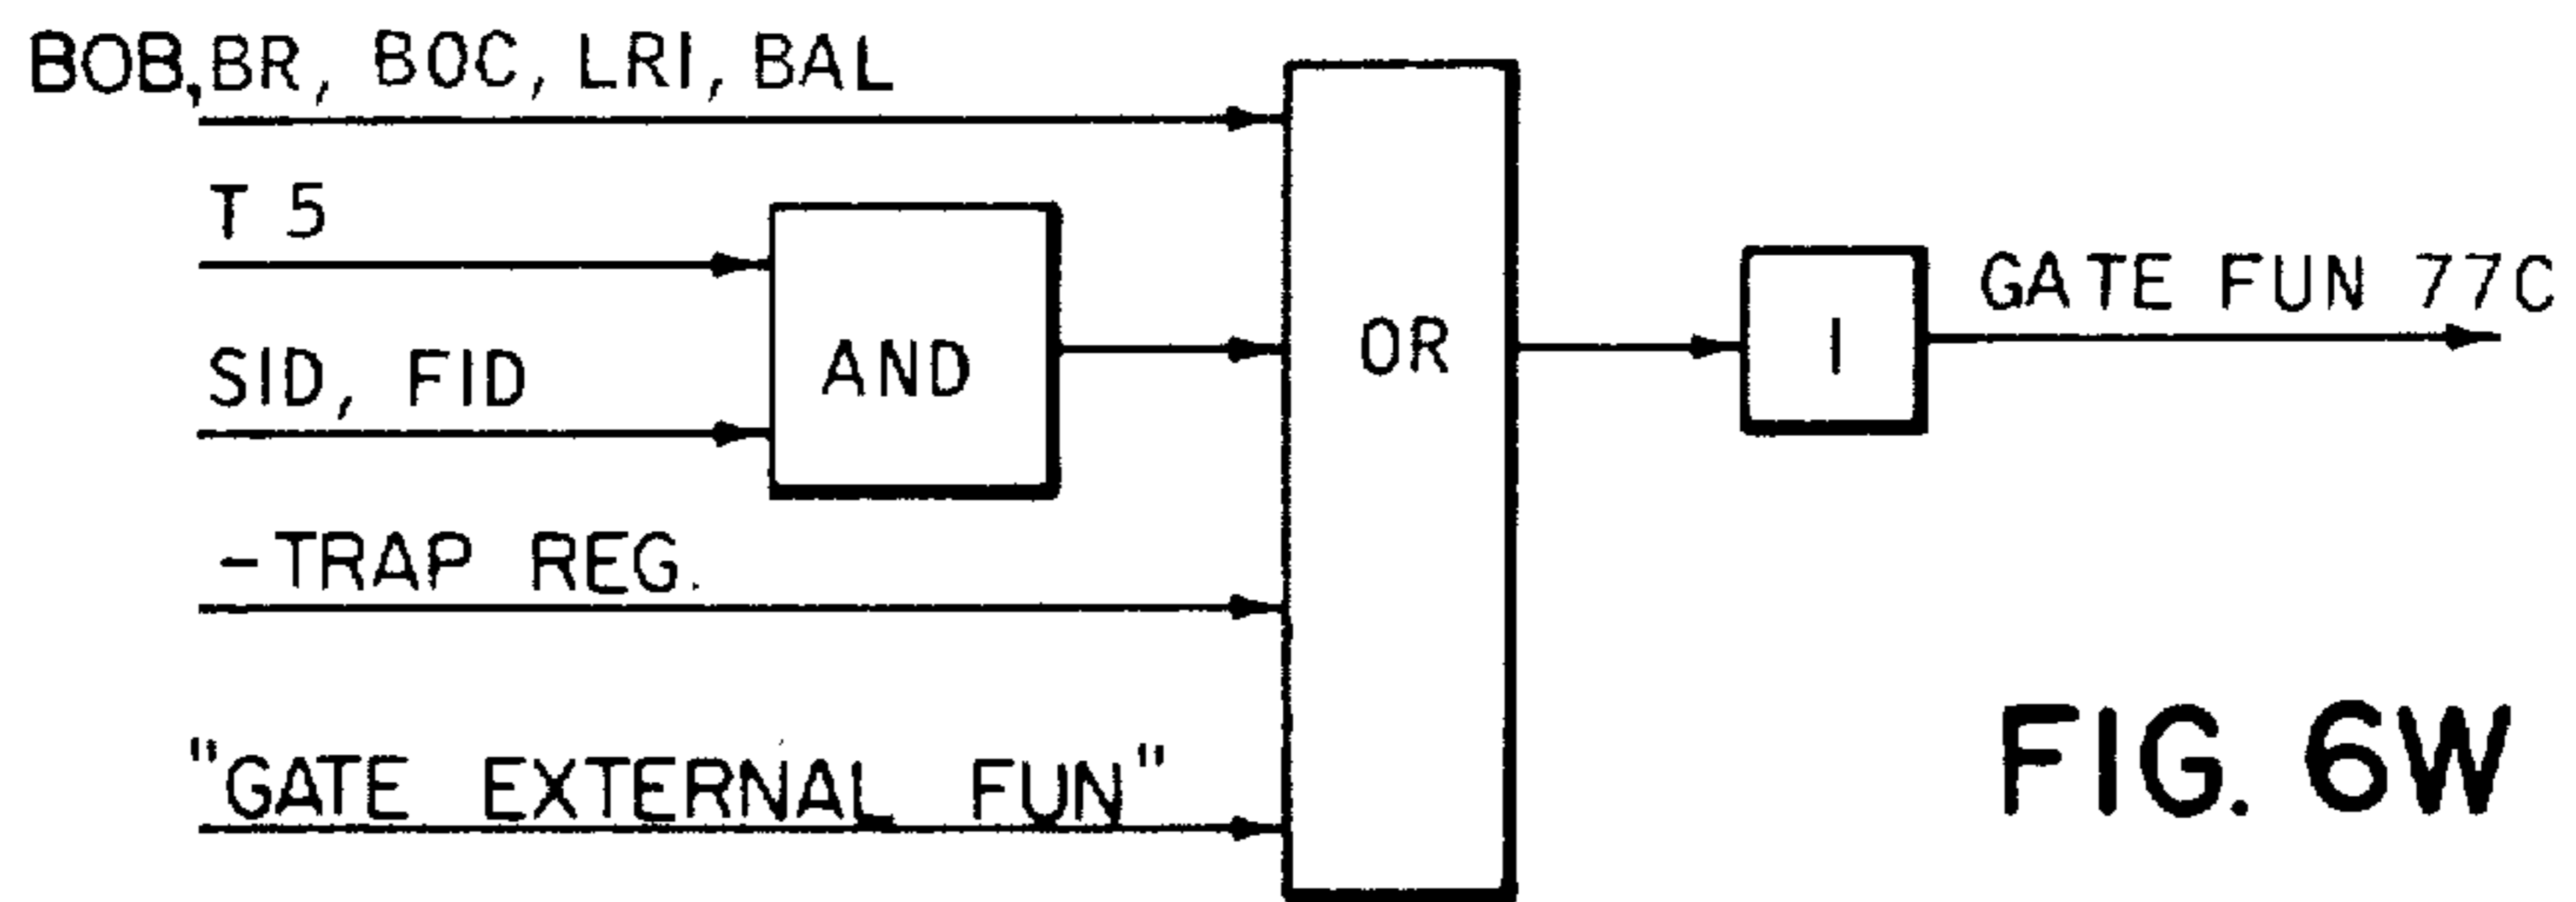 BOB, BR, BOC, LRI, BAL
T 5
SID, FID
AND
OR
I
GATE FUN 77C
-TRAP REG.
"GATE EXTERNAL FUN"
FIG. 6W